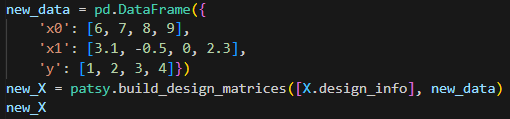 new_data = pd.DataFrame({
    'x0': [6, 7, 8, 9],
    'x1': [3.1, -0.5, 0, 2.3],
    'y': [1, 2, 3, 4]})
new_X = patsy.build_design_matrices([X.design_info], new_data)
new_X